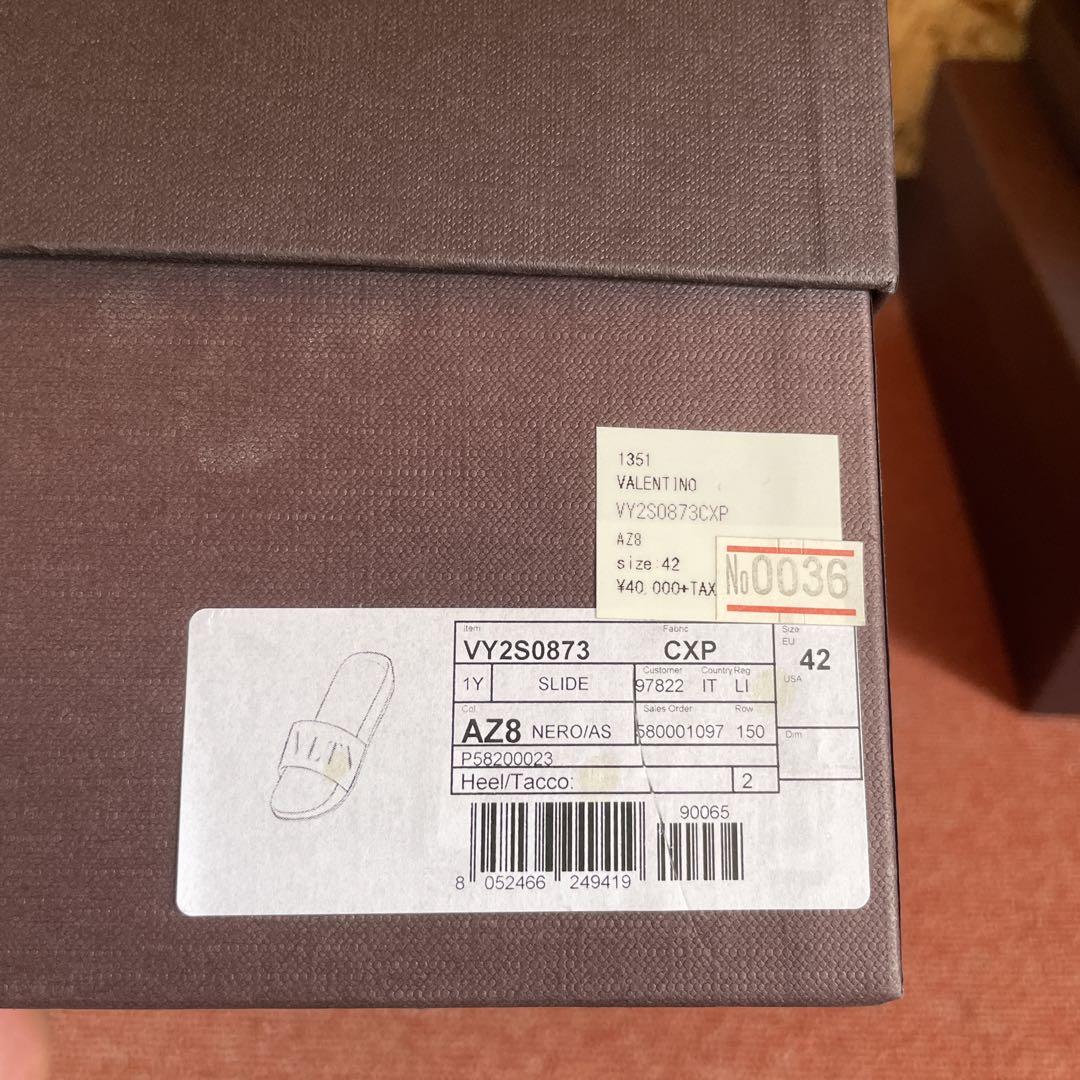 1351
VALENTINO
VY2S0873CXP
AZ8
size:42
¥40,000+TAX
№0036
Item
Fabric
Size
VY2S0873
CXP
EU
42
USA
1Y
SLIDE
Customer
Country Reg
97822 IT LI
Col.
Sales Order
Row
AZ8 NERO/AS
580001097 150
Dim
P58200023
Heel/Tacco:
2
VLTN
90065
8 052466 249419